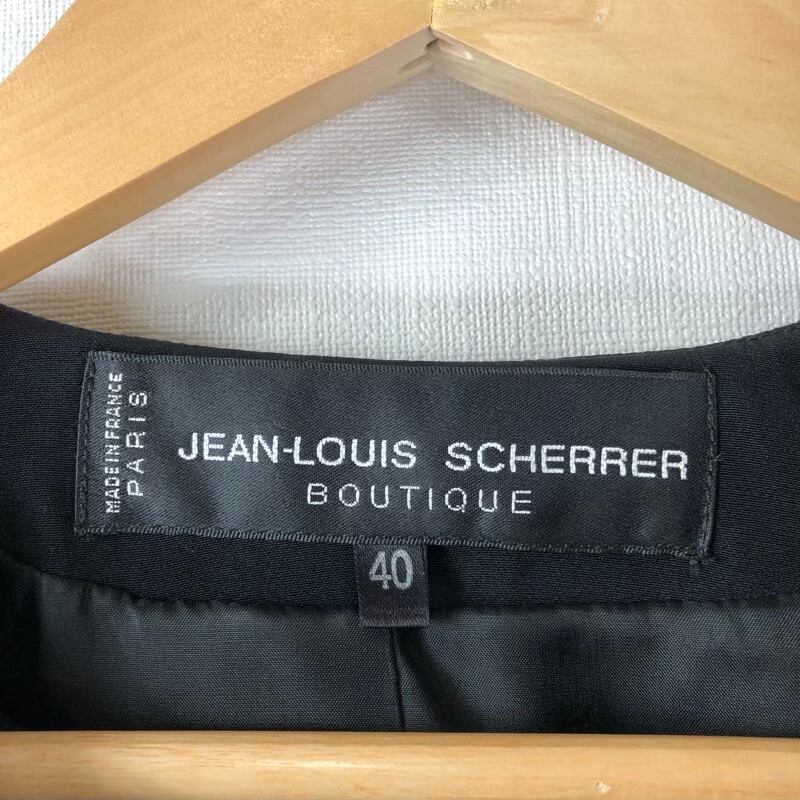 MADE IN FRANCE
PARIS
JEAN-LOUIS SCHERRER
BOUTIQUE
40